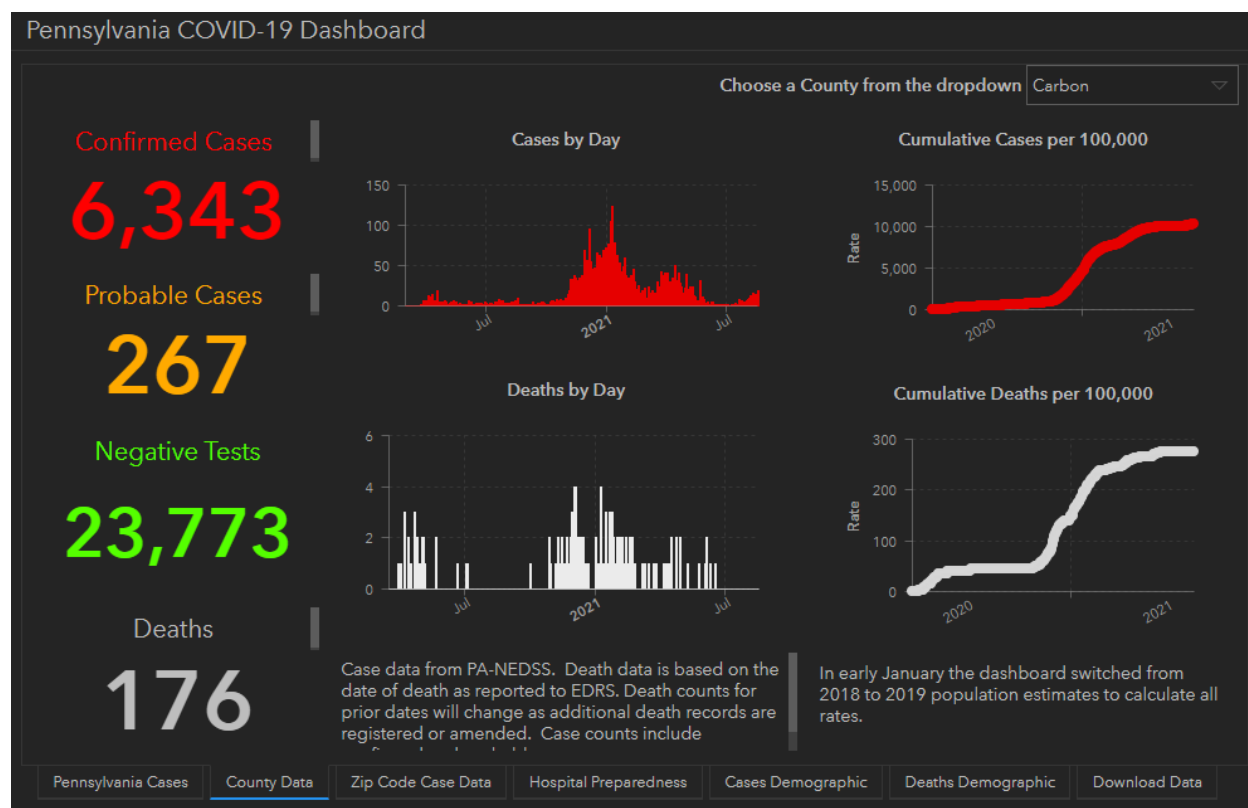 Pennsylvania COVID-19 Dashboard
Choose a County from the dropdown Carbon
Confirmed Cases
6,343
Probable Cases
267
Negative Tests
23,773
Deaths
176
Cases by Day
150
100
50
0
Jul
2021
Jul
Cumulative Cases per 100,000
15,000
10,000
5,000
0
Rate
2020
2021
Deaths by Day
6
4
2
0
Jul
2021
Jul
Cumulative Deaths per 100,000
300
200
100
0
Rate
2020
2021
Case data from PA-NEDSS. Death data is based on the
date of death as reported to EDRS. Death counts for
prior dates will change as additional death records are
registered or amended. Case counts include
In early January the dashboard switched from
2018 to 2019 population estimates to calculate all
rates.
Pennsylvania Cases
County Data
Zip Code Case Data
Hospital Preparedness
Cases Demographic
Deaths Demographic
Download Data